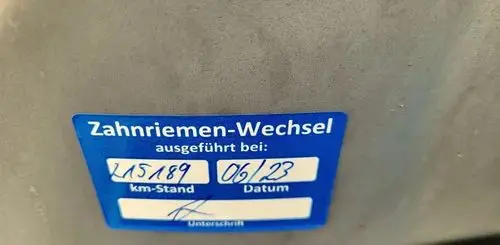 Zahnriemen-Wechsel
ausgeführt bei:
215189 06/23
km-Stand Datum
Unterschrift